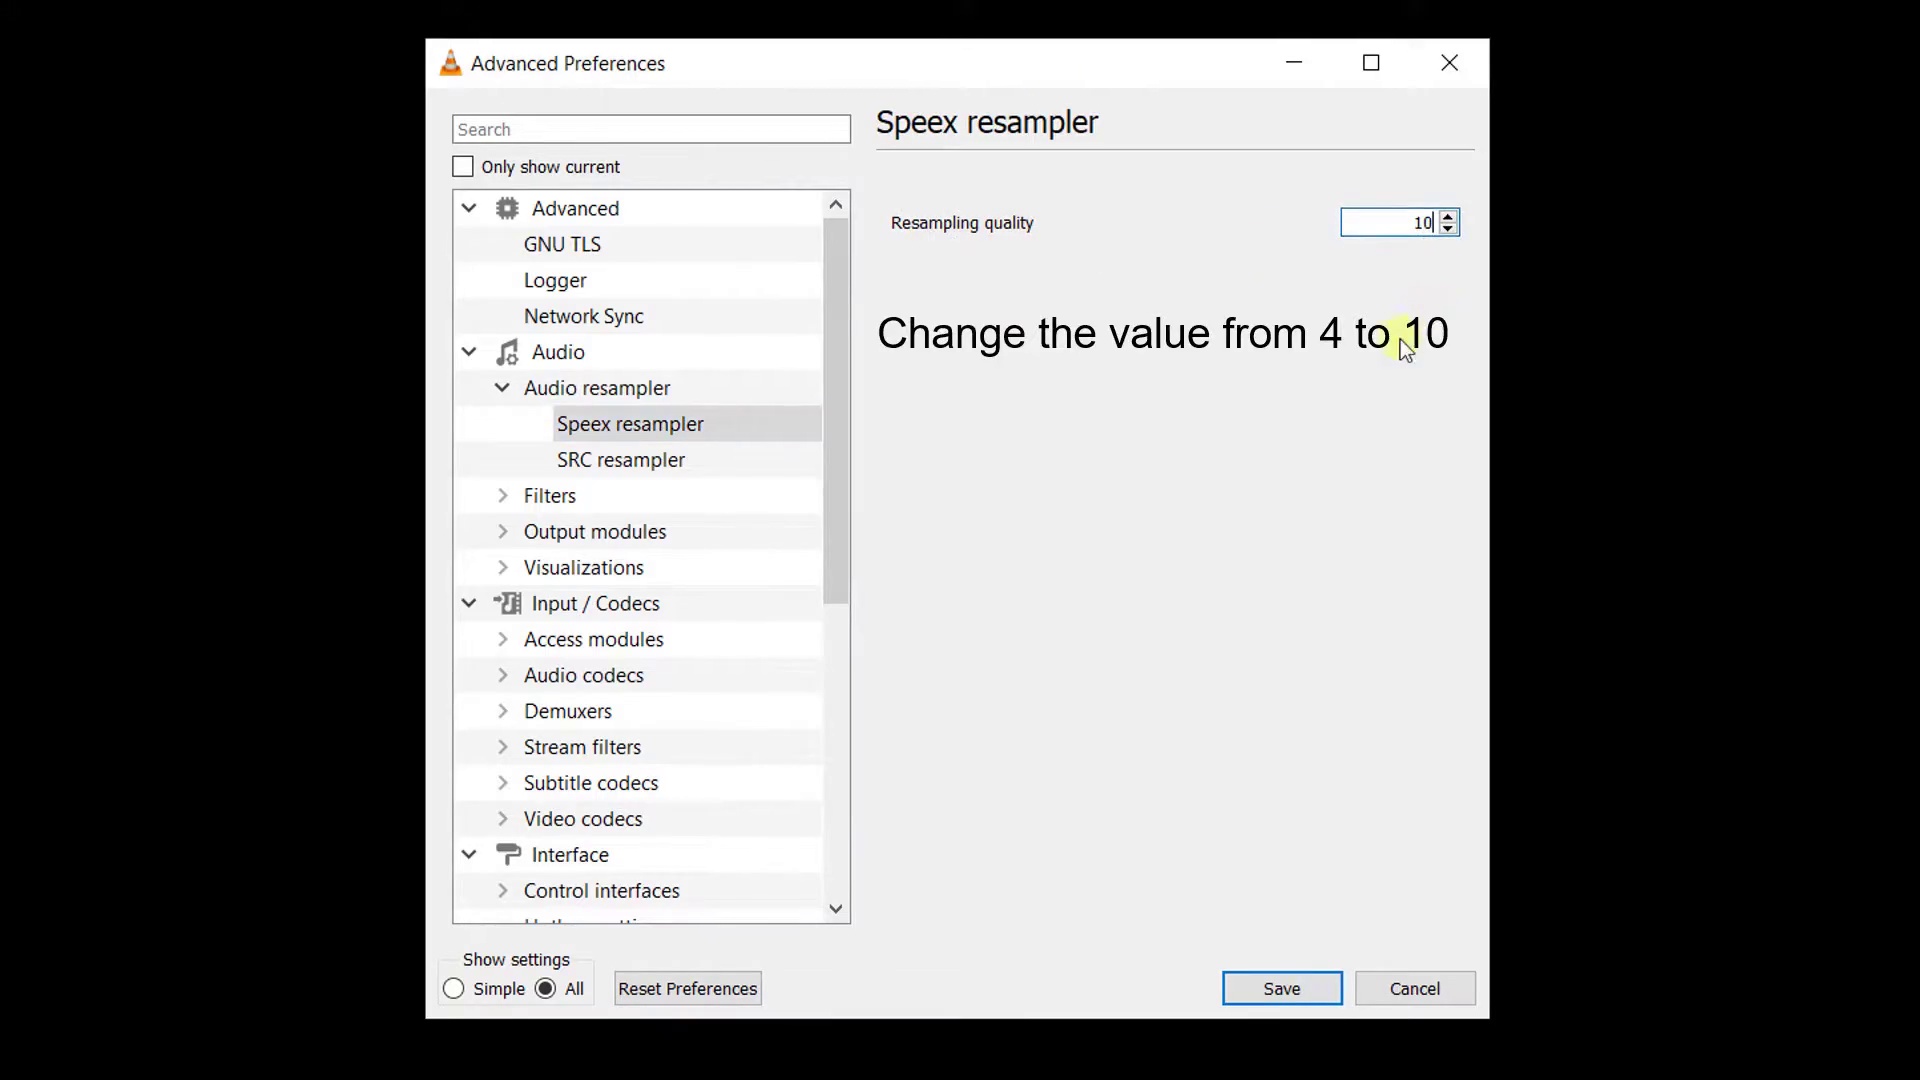 Advanced Preferences
Search
Only show current
Advanced
GNU TLS
Logger
Network Sync
Audio
Audio resampler
Speex resampler
SRC resampler
Filters
Output modules
Visualizations
Input / Codecs
Access modules
Audio codecs
Demuxers
Stream filters
Subtitle codecs
Video codecs
Interface
Control interfaces
Speex resampler
Resampling quality
10
Change the value from 4 to 10
Show settings
Simple
All
Reset Preferences
Save
Cancel